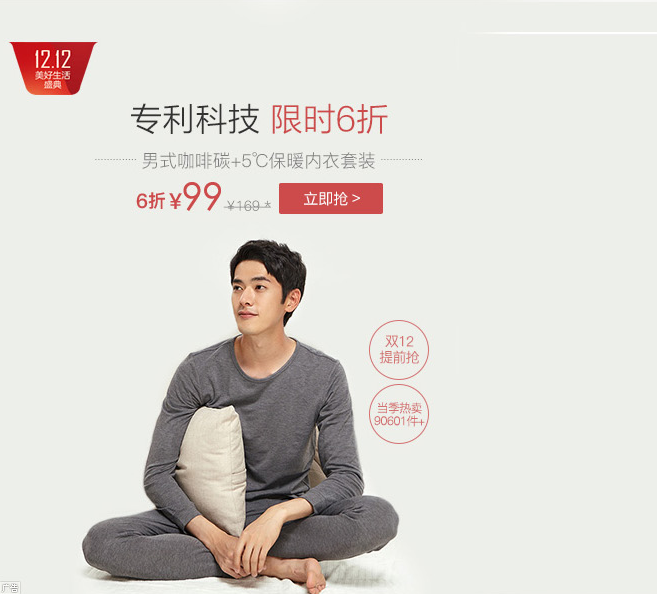 12.12
美好生活
盛典
专利科技 限时6折
男式咖啡碳+5℃保暖内衣套装
6折 ¥99 ¥169 * 立即抢 >
双12
提前抢
当季热卖
90601件+
广告